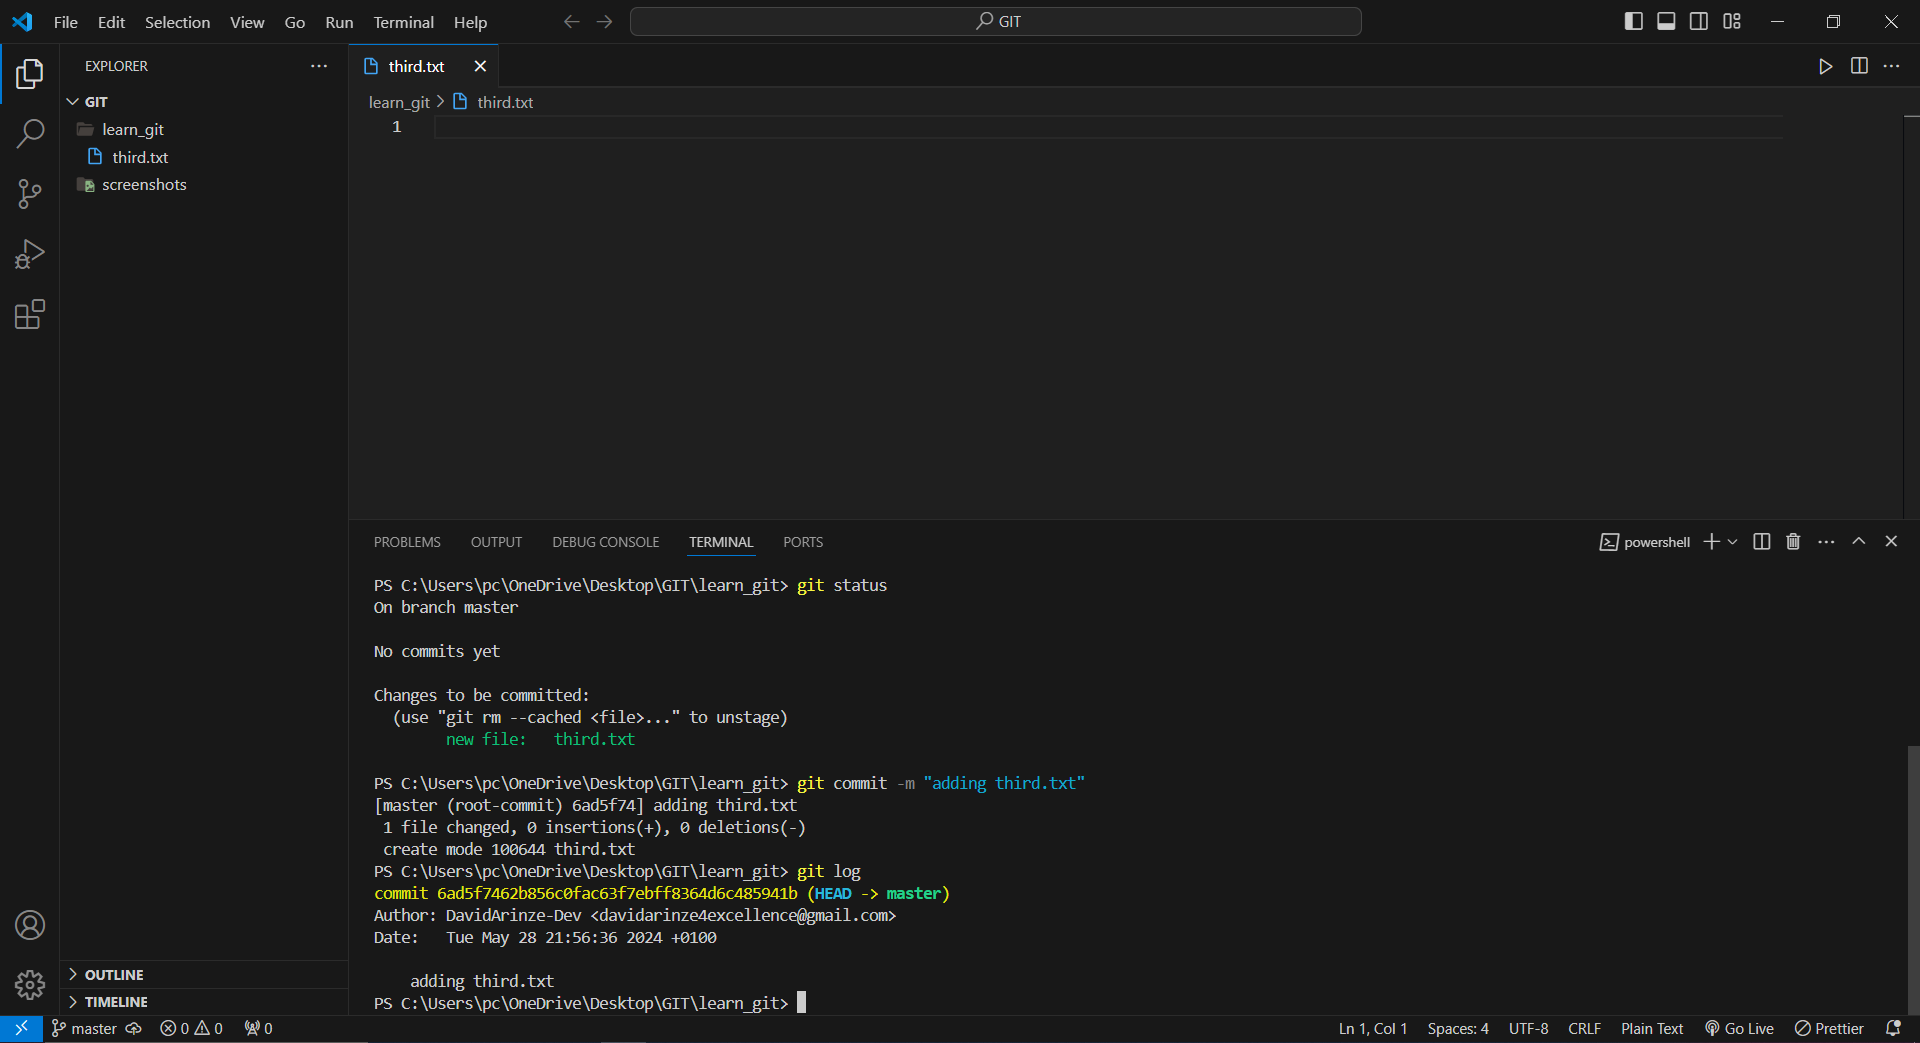 File Edit Selection View Go Run Terminal Help
GIT
EXPLORER
third.txt
GIT
learn_git > third.txt
learn_git
1
third.txt
screenshots
PROBLEMS OUTPUT DEBUG CONSOLE TERMINAL PORTS
powershell
PS C:\Users\pc\OneDrive\Desktop\GIT\learn_git> git status
On branch master
No commits yet
Changes to be committed:
(use "git rm --cached <file>..." to unstage)
new file: third.txt
PS C:\Users\pc\OneDrive\Desktop\GIT\learn_git> git commit -m "adding third.txt"
[master (root-commit) 6ad5f74] adding third.txt
1 file changed, 0 insertions(+), 0 deletions(-)
create mode 100644 third.txt
PS C:\Users\pc\OneDrive\Desktop\GIT\learn_git> git log
commit 6ad5f7462b856c0fac63f7ebff8364d6c485941b (HEAD -> master)
Author: DavidArinze-Dev <davidarinze4excellence@gmail.com>
Date: Tue May 28 21:56:36 2024 +0100
adding third.txt
PS C:\Users\pc\OneDrive\Desktop\GIT\learn_git>
OUTLINE
TIMELINE
master 0 0 0 Ln 1, Col 1 Spaces: 4 UTF-8 CRLF Plain Text Go Live Prettier